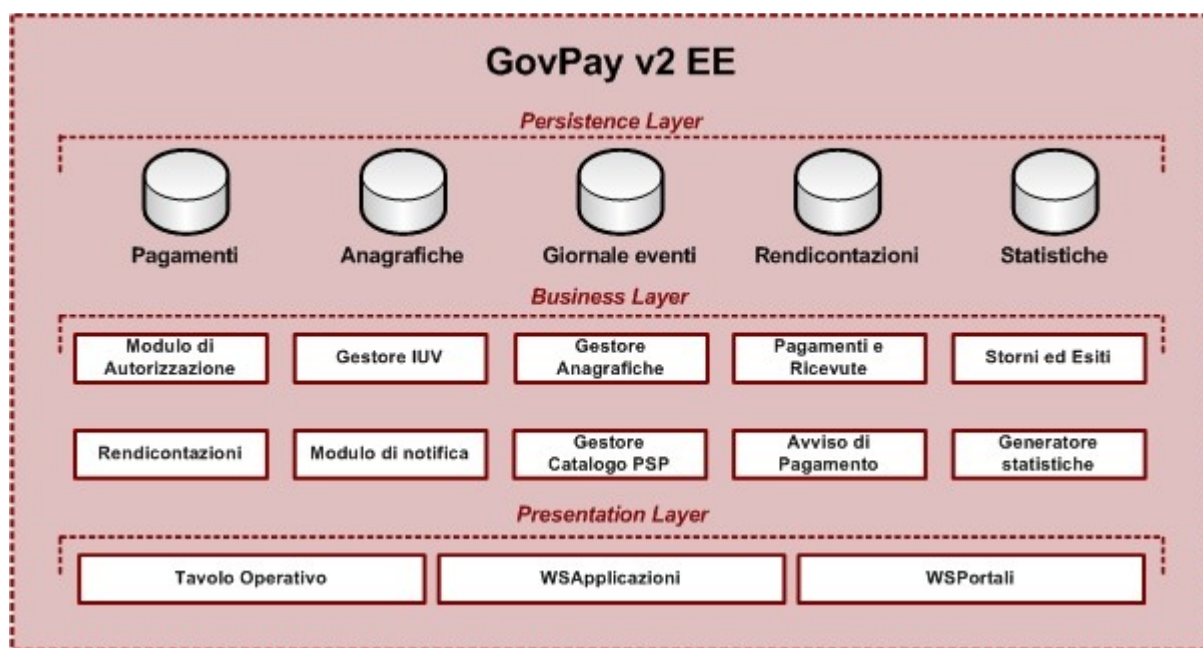 GovPay v2 EE
Persistence Layer
Pagamenti
Anagrafiche
Giornale eventi
Rendicontazioni
Statistiche
Business Layer
Modulo di
Autorizzazione
Gestore IUV
Gestore
Anagrafiche
Pagamenti e
Ricevute
Storni ed Esiti
Rendicontazioni
Modulo di notifica
Gestore
Catalogo PSP
Avviso di
Pagamento
Generatore
statistiche
Presentation Layer
Tavolo Operativo
WSApplicazioni
WSPortali